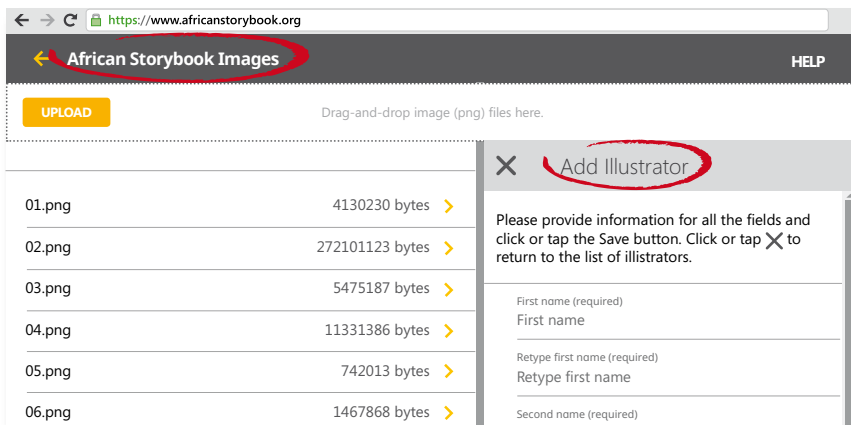 https://www.africanstorybook.org
African Storybook Images
HELP
UPLOAD
Drag-and-drop image (png) files here.
01.png 4130230 bytes
02.png 272101123 bytes
03.png 5475187 bytes
04.png 11331386 bytes
05.png 742013 bytes
06.png 1467868 bytes
Add Illustrator
Please provide information for all the fields and
click or tap the Save button. Click or tap X to
return to the list of illistrators.
First name (required)
First name
Retype first name (required)
Retype first name
Second name (required)